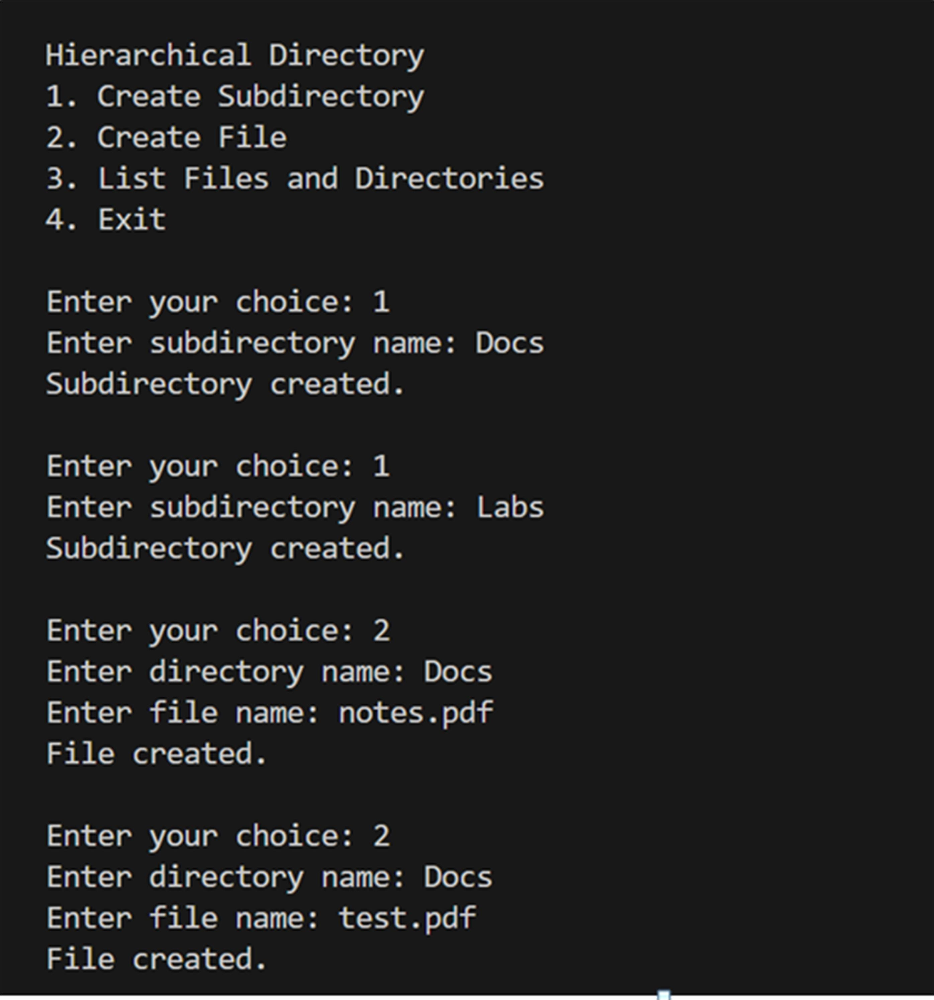 Hierarchical Directory
1. Create Subdirectory
2. Create File
3. List Files and Directories
4. Exit
Enter your choice: 1
Enter subdirectory name: Docs
Subdirectory created.
Enter your choice: 1
Enter subdirectory name: Labs
Subdirectory created.
Enter your choice: 2
Enter directory name: Docs
Enter file name: notes.pdf
File created.
Enter your choice: 2
Enter directory name: Docs
Enter file name: test.pdf
File created.